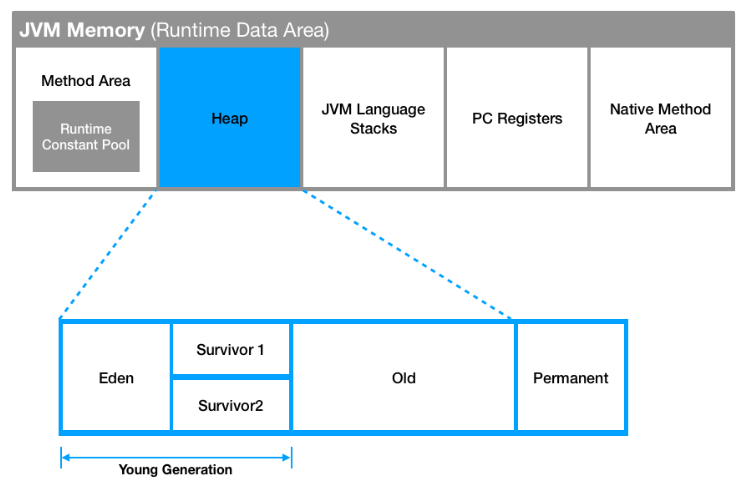 JVM Memory (Runtime Data Area)
Method Area
Runtime
Constant Pool
Heap
JVM Language
Stacks
PC Registers
Native Method
Area
Eden
Survivor 1
Survivor2
Old
Permanent
Young Generation